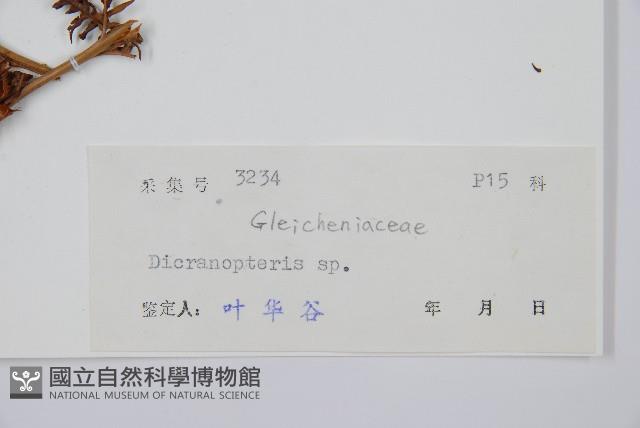 采集号 3234 P15 科
Gleicheniaceae
Dicranopteris sp.
鉴定人: 叶华谷 年 月 日
國立自然科學博物館
NATIONAL MUSEUM OF NATURAL SCIENCE